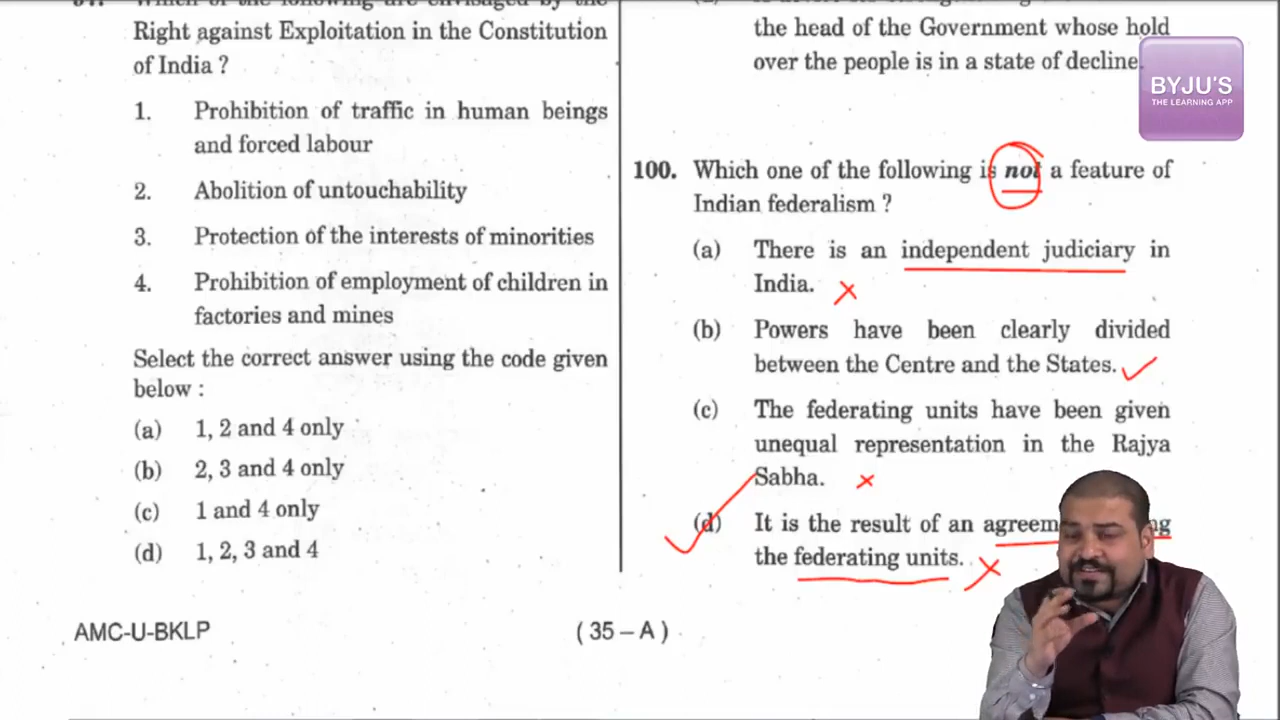 Right against Exploitation in the Constitution
of India ?
1. Prohibition of traffic in human beings
and forced labour
2. Abolition of untouchability
3. Protection of the interests of minorities
4. Prohibition of employment of children in
factories and mines
Select the correct answer using the code given
below :
(a) 1, 2 and 4 only
(b) 2, 3 and 4 only
(c) 1 and 4 only
(d) 1, 2, 3 and 4
AMC-U-BKLP
( 35 – A )
the head of the Government whose hold
over the people is in a state of decline.
BYJU'S
THE LEARNING APP
100. Which one of the following is not a feature of
Indian federalism ?
(a) There is an independent judiciary in
India.
(b) Powers have been clearly divided
between the Centre and the States.
(c) The federating units have been given
unequal representation in the Rajya
Sabha.
(d) It is the result of an
the federating units.